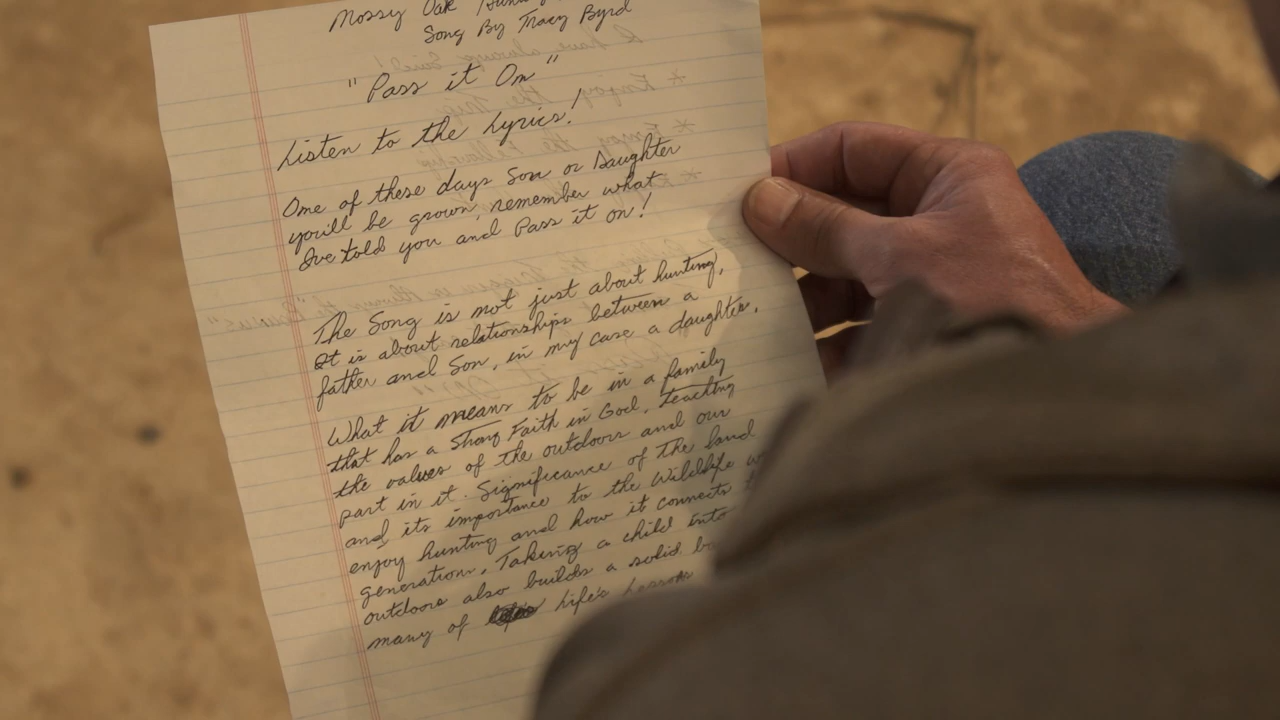 Mossy Oak
Song By Tracy Byrd
"Pass it On"
Listen to the Lyrics!
One of these days Son or Daughter
you'll be grown, remember what
I've told you and Pass it on!
The Song is not just about hunting,
It is about relationships between a
father and Son, in my case a daughter.
What it means to be in a family
that has a Strong Faith in God, teaching
the values of the outdoors and our
part in it. Significance of the land
and its importance to the Wildlife
enjoy hunting and how it connects
generation. Taking a child into
outdoors also builds a solid
many of life's lessons